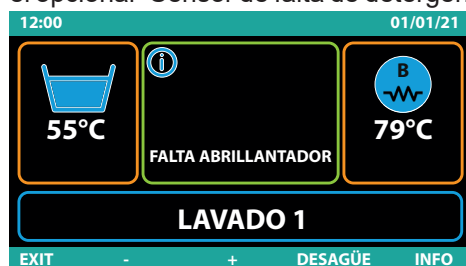 12:00 01/01/21
B
55°C
79°C
FALTA ABRILLANTADOR
LAVADO 1
EXIT - + DESAGÜE INFO